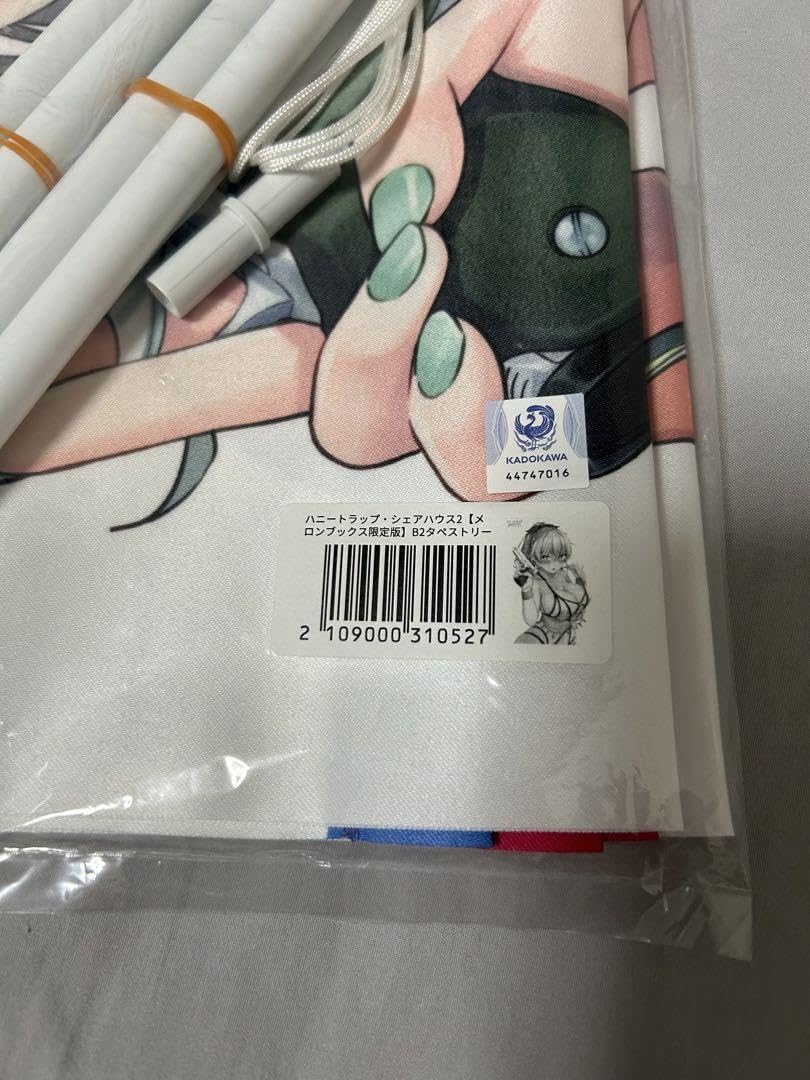 KADOKAWA
44747016
ハニートラップ・シェアハウス2【メ
ロンブックス限定版】B2タペストリー
2 109000 310527